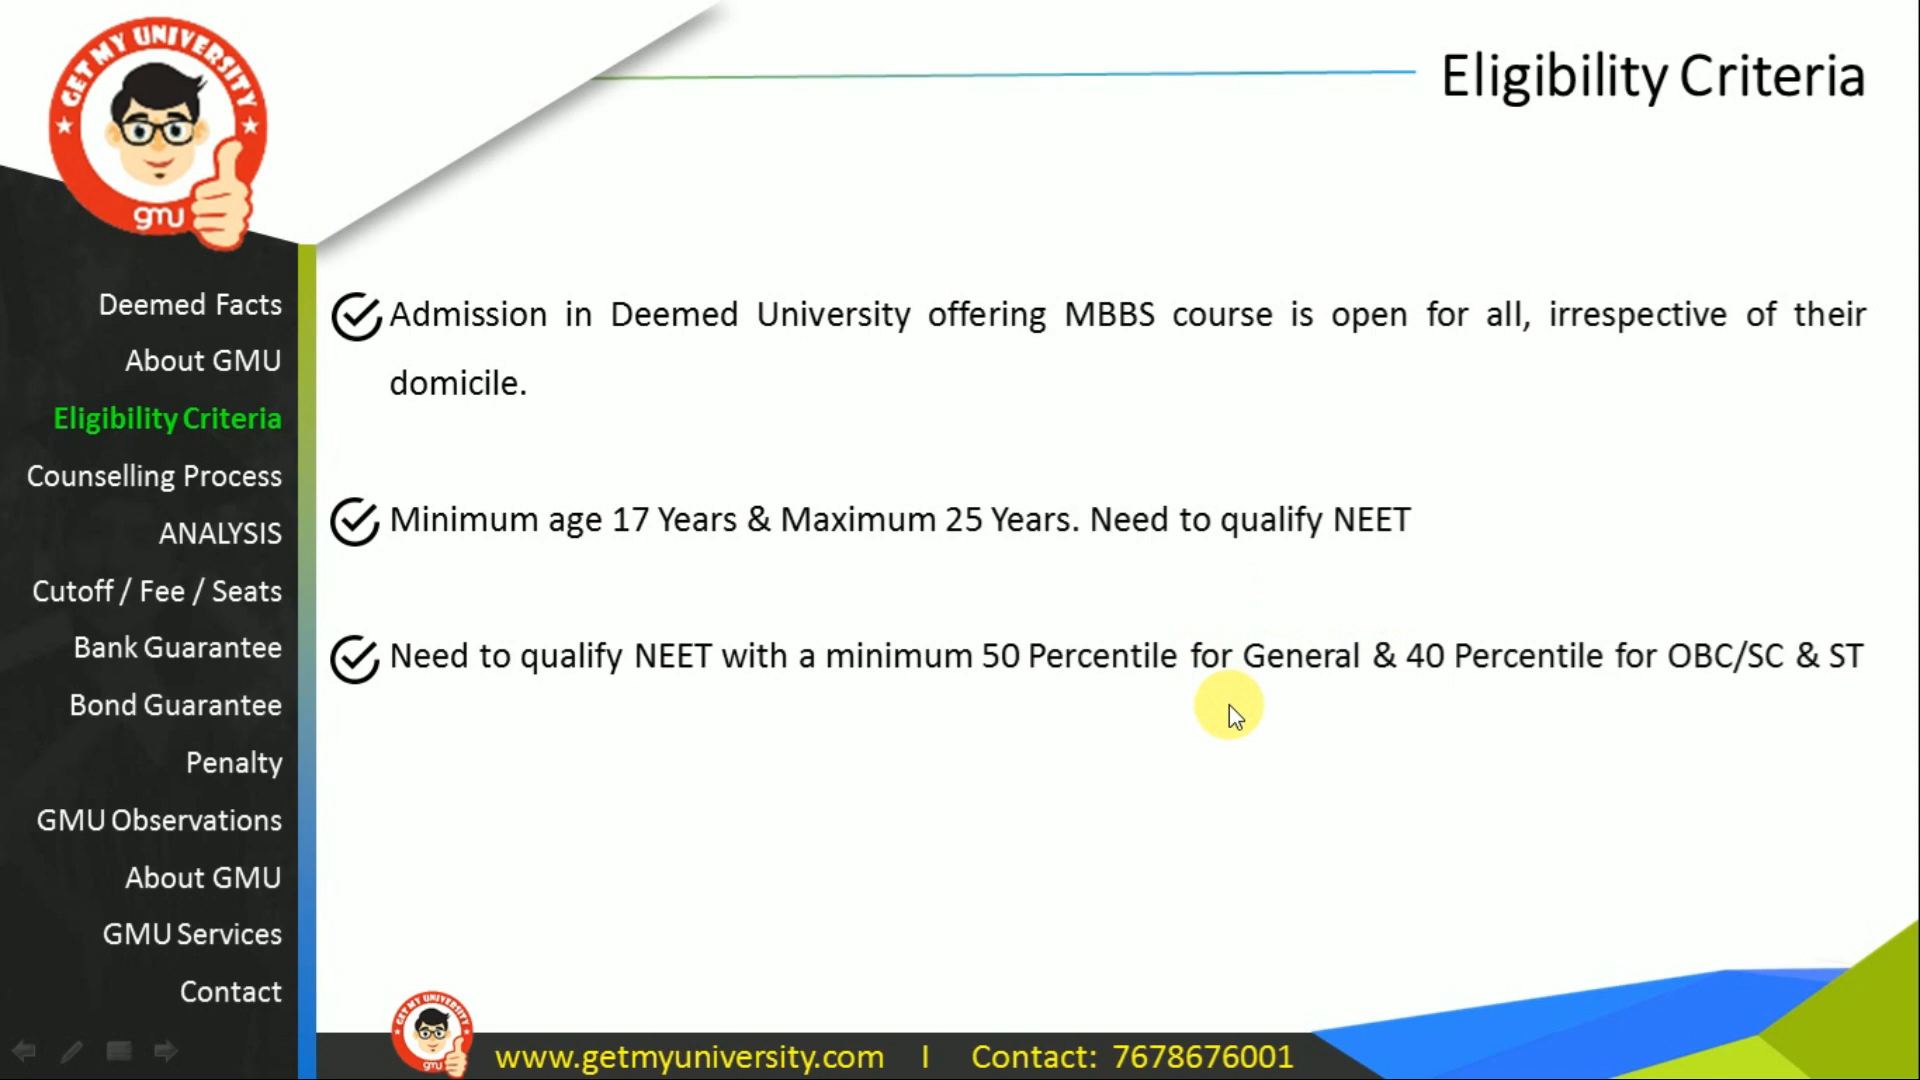 GET MY UNIVERSITY
gmu
Eligibility Criteria
Deemed Facts
About GMU
Eligibility Criteria
Counselling Process
ANALYSIS
Cutoff / Fee / Seats
Bank Guarantee
Bond Guarantee
Penalty
GMU Observations
About GMU
GMU Services
Contact
Admission in Deemed University offering MBBS course is open for all, irrespective of their
domicile.
Minimum age 17 Years & Maximum 25 Years. Need to qualify NEET
Need to qualify NEET with a minimum 50 Percentile for General & 40 Percentile for OBC/SC & ST
GET MY UNIVERSITY
gmu
www.getmyuniversity.com I Contact: 7678676001